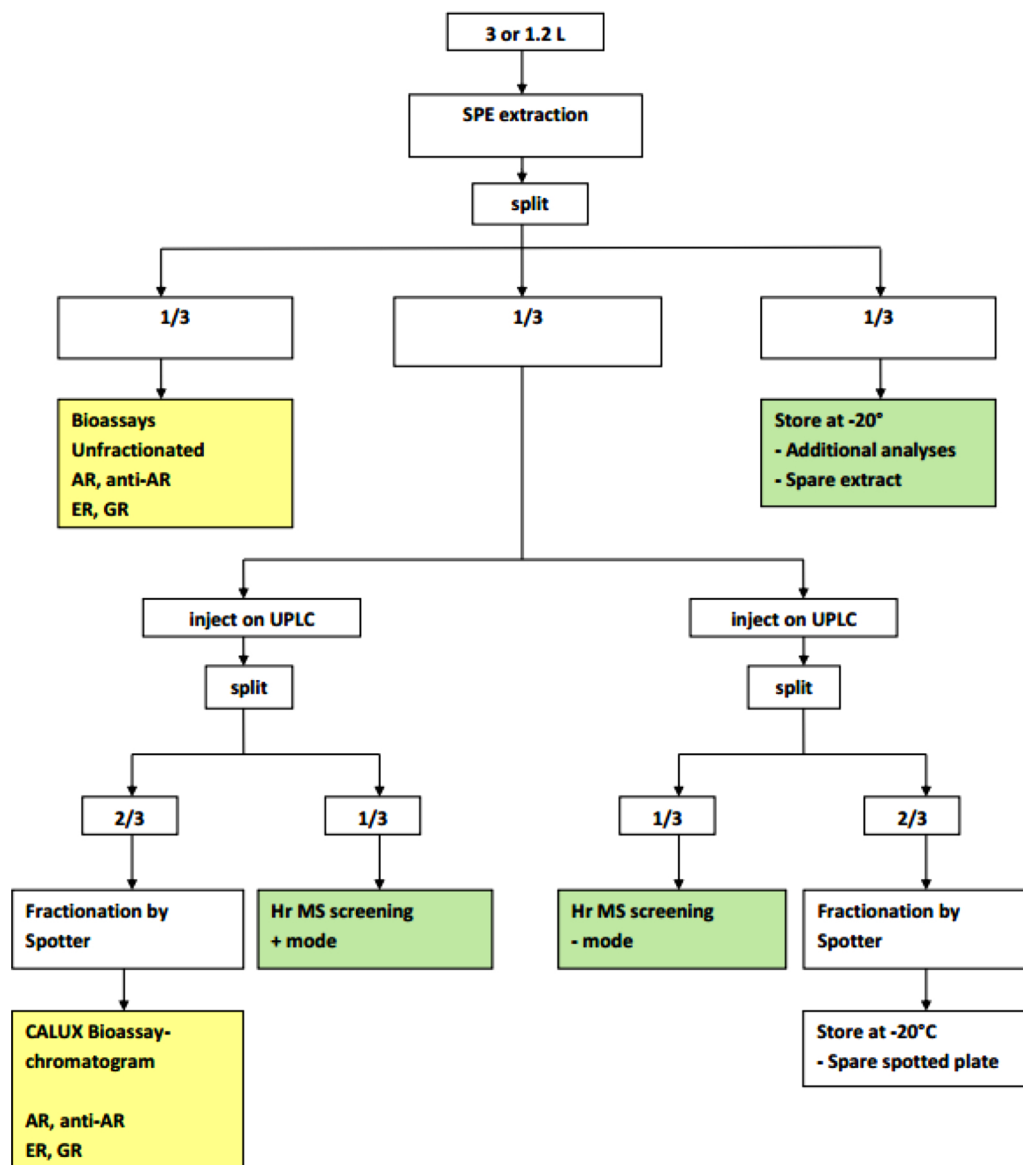 3 or 1.2 L
SPE extraction
split
1/3
1/3
1/3
Bioassays
Unfractionated
AR, anti-AR
ER, GR
Store at -20°
- Additional analyses
- Spare extract
inject on UPLC
inject on UPLC
split
split
2/3
1/3
1/3
2/3
Fractionation by
Spotter
Hr MS screening
+ mode
Hr MS screening
- mode
Fractionation by
Spotter
CALUX Bioassay-
chromatogram
AR, anti-AR
ER, GR
Store at -20°C
- Spare spotted plate